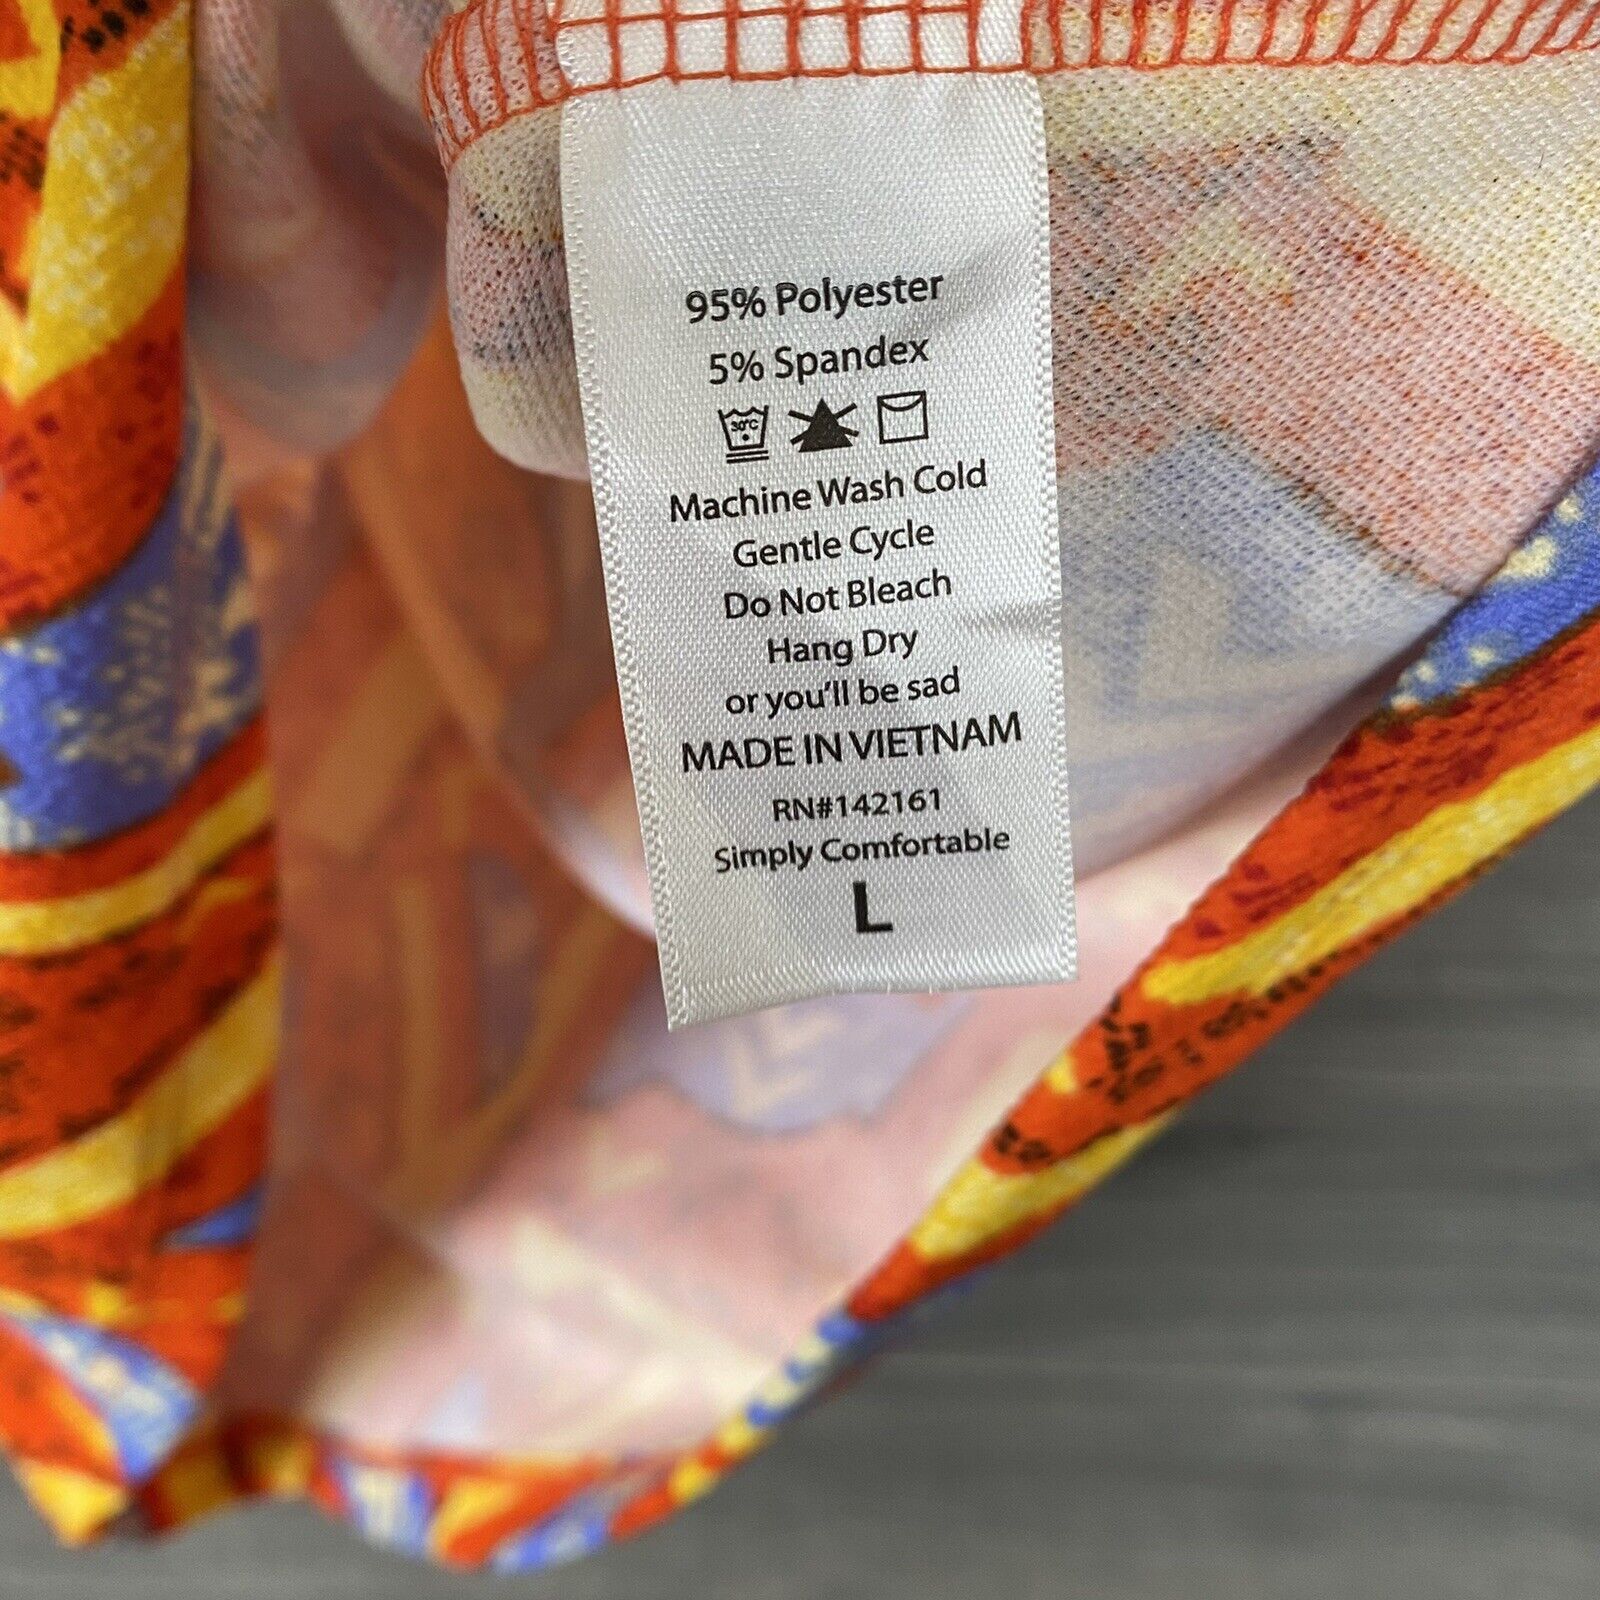 95% Polyester
5% Spandex
30°C
Machine Wash Cold
Gentle Cycle
Do Not Bleach
Hang Dry
or you'll be sad
MADE IN VIETNAM
RN#142161
Simply Comfortable
L